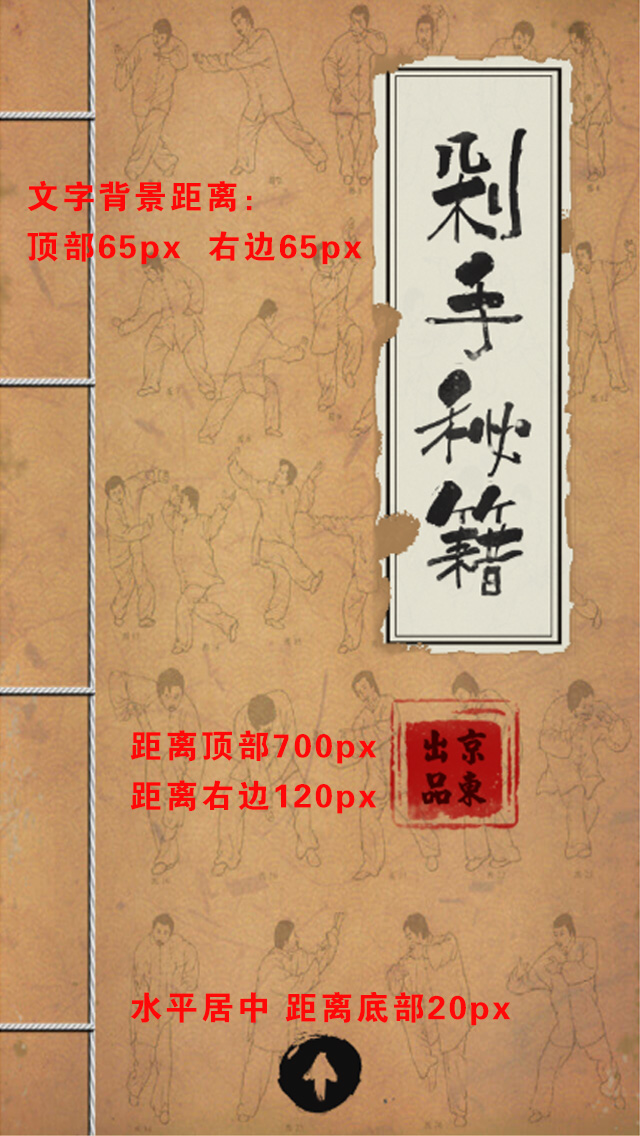 文字背景距离：
顶部65px 右边65px
剁手秘籍
距离顶部700px
距离右边120px
京東
出品
水平居中 距离底部20px